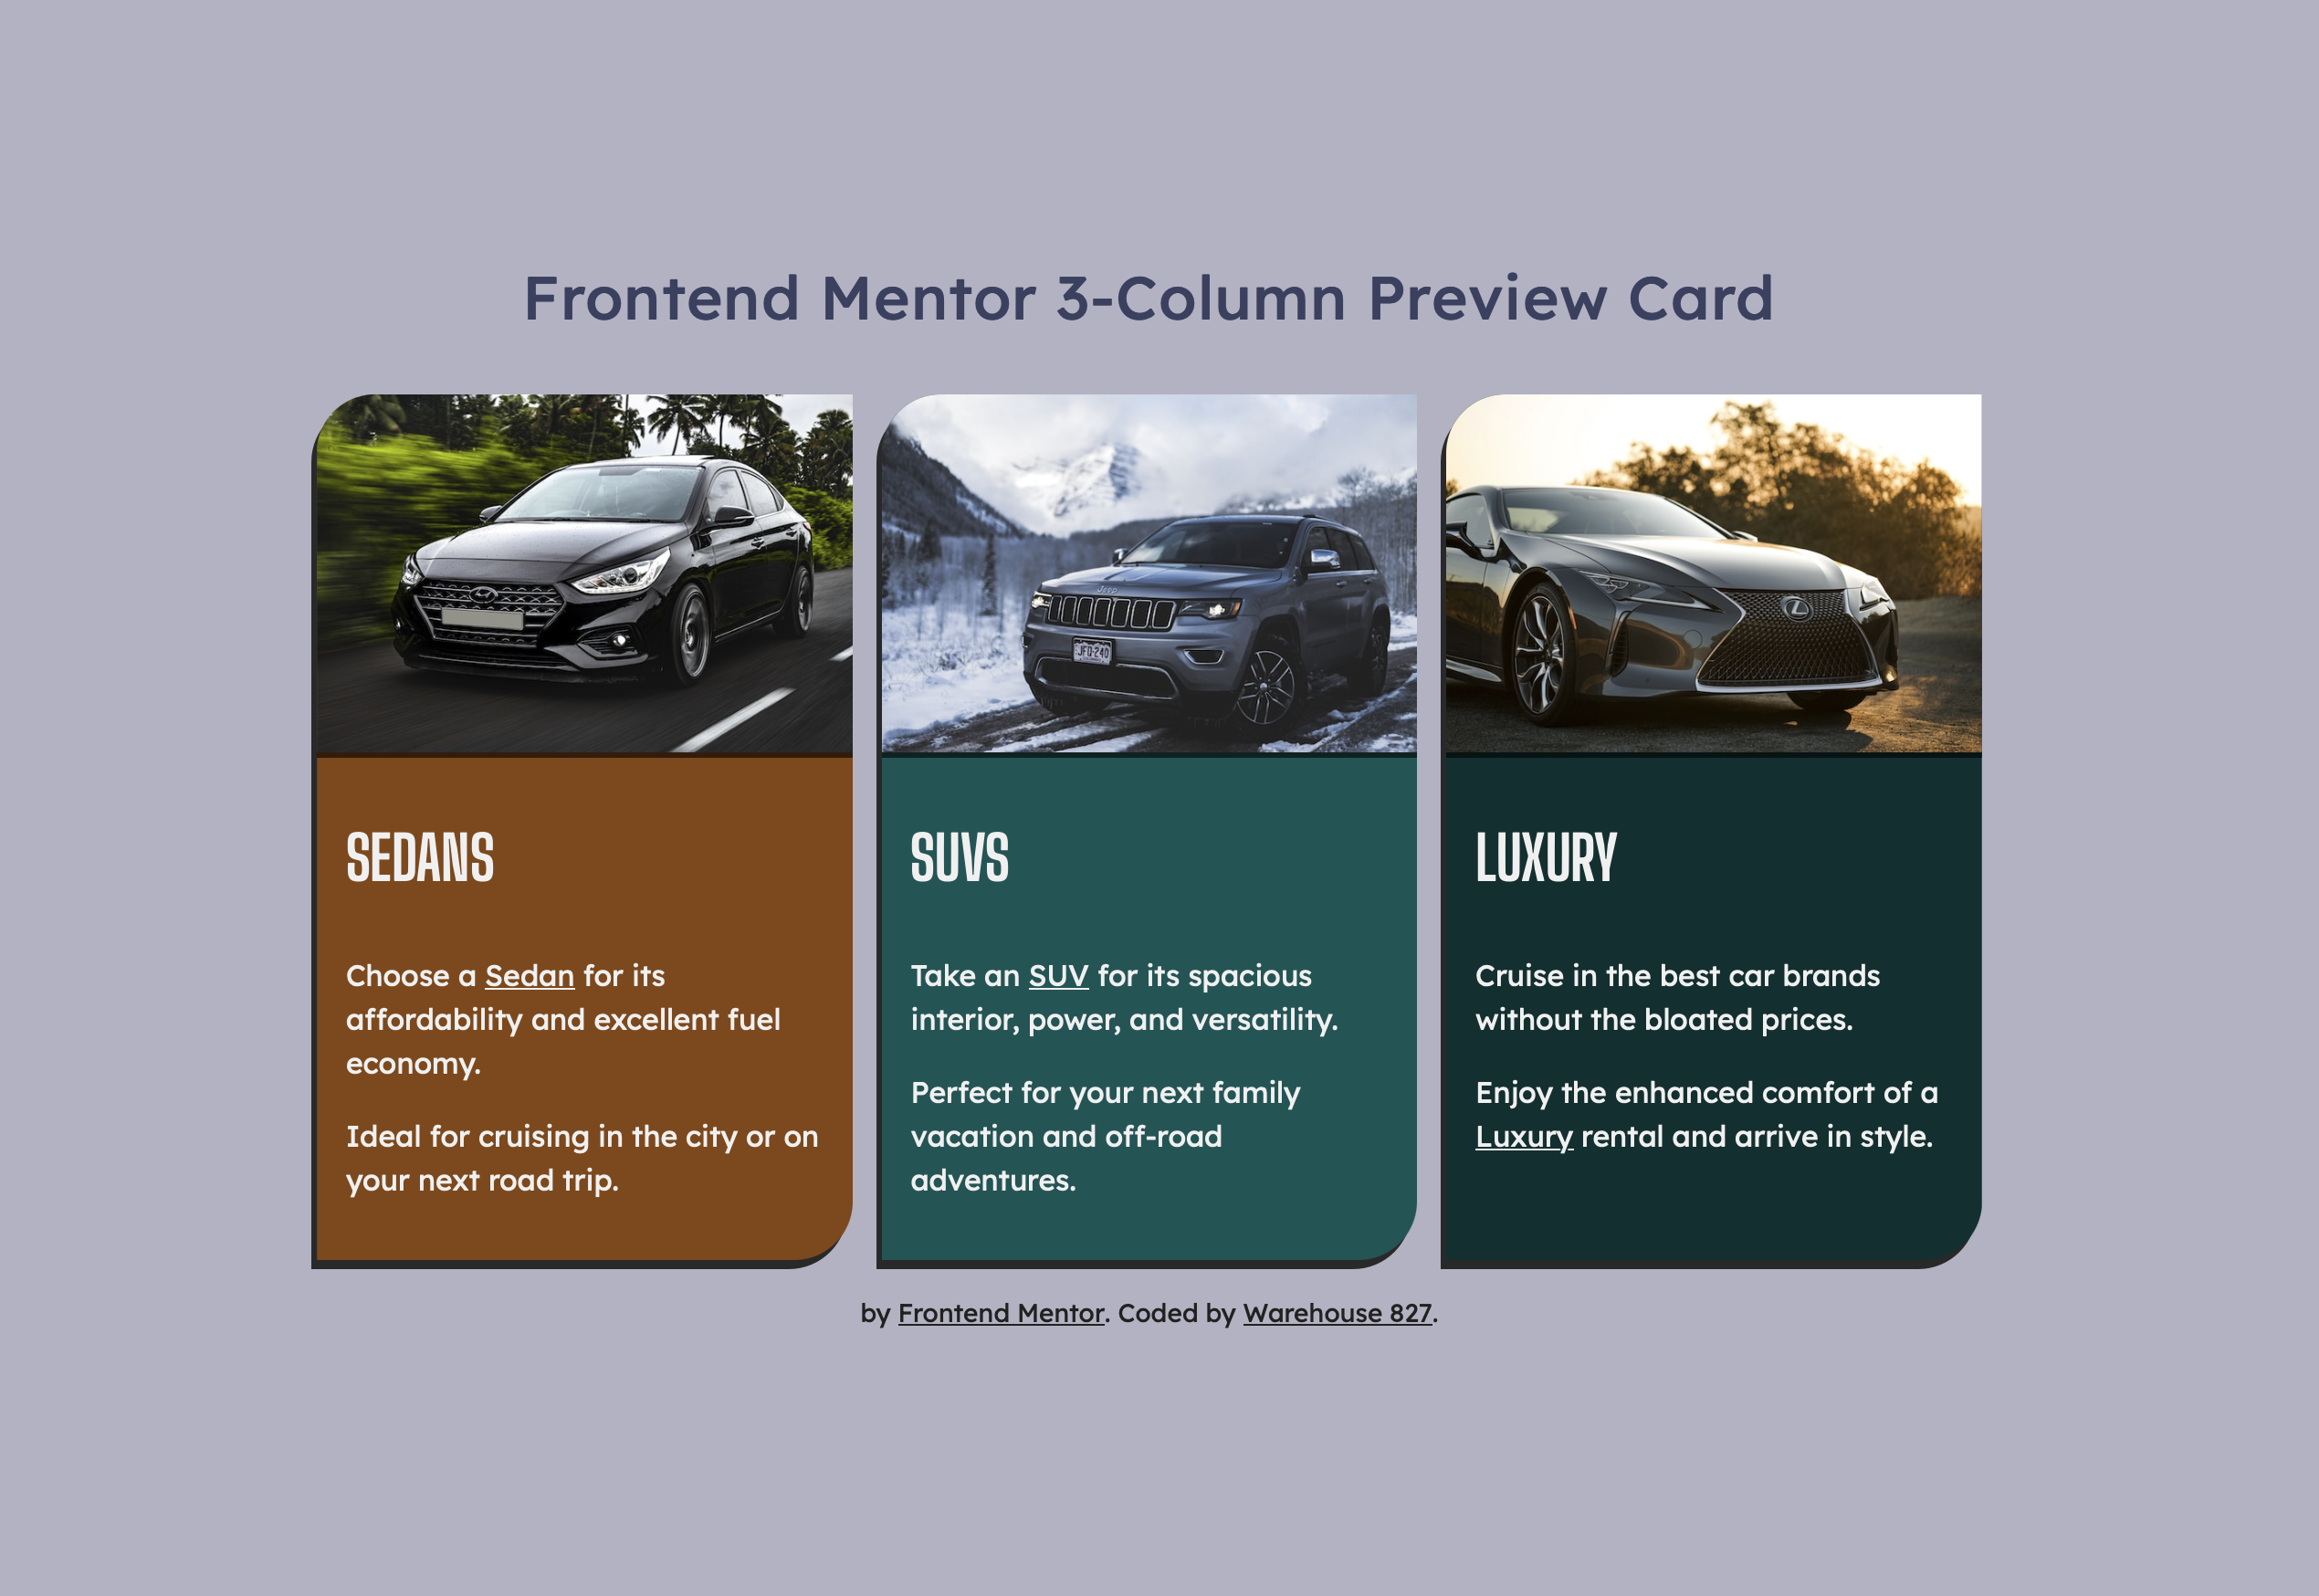 Frontend Mentor 3-Column Preview Card
Jeep
JFQ-240
SEDANS
Choose a Sedan for its
affordability and excellent fuel
economy.
Ideal for cruising in the city or on
your next road trip.
SUVS
Take an SUV for its spacious
interior, power, and versatility.
Perfect for your next family
vacation and off-road
adventures.
LUXURY
Cruise in the best car brands
without the bloated prices.
Enjoy the enhanced comfort of a
Luxury rental and arrive in style.
by Frontend Mentor. Coded by Warehouse 827.